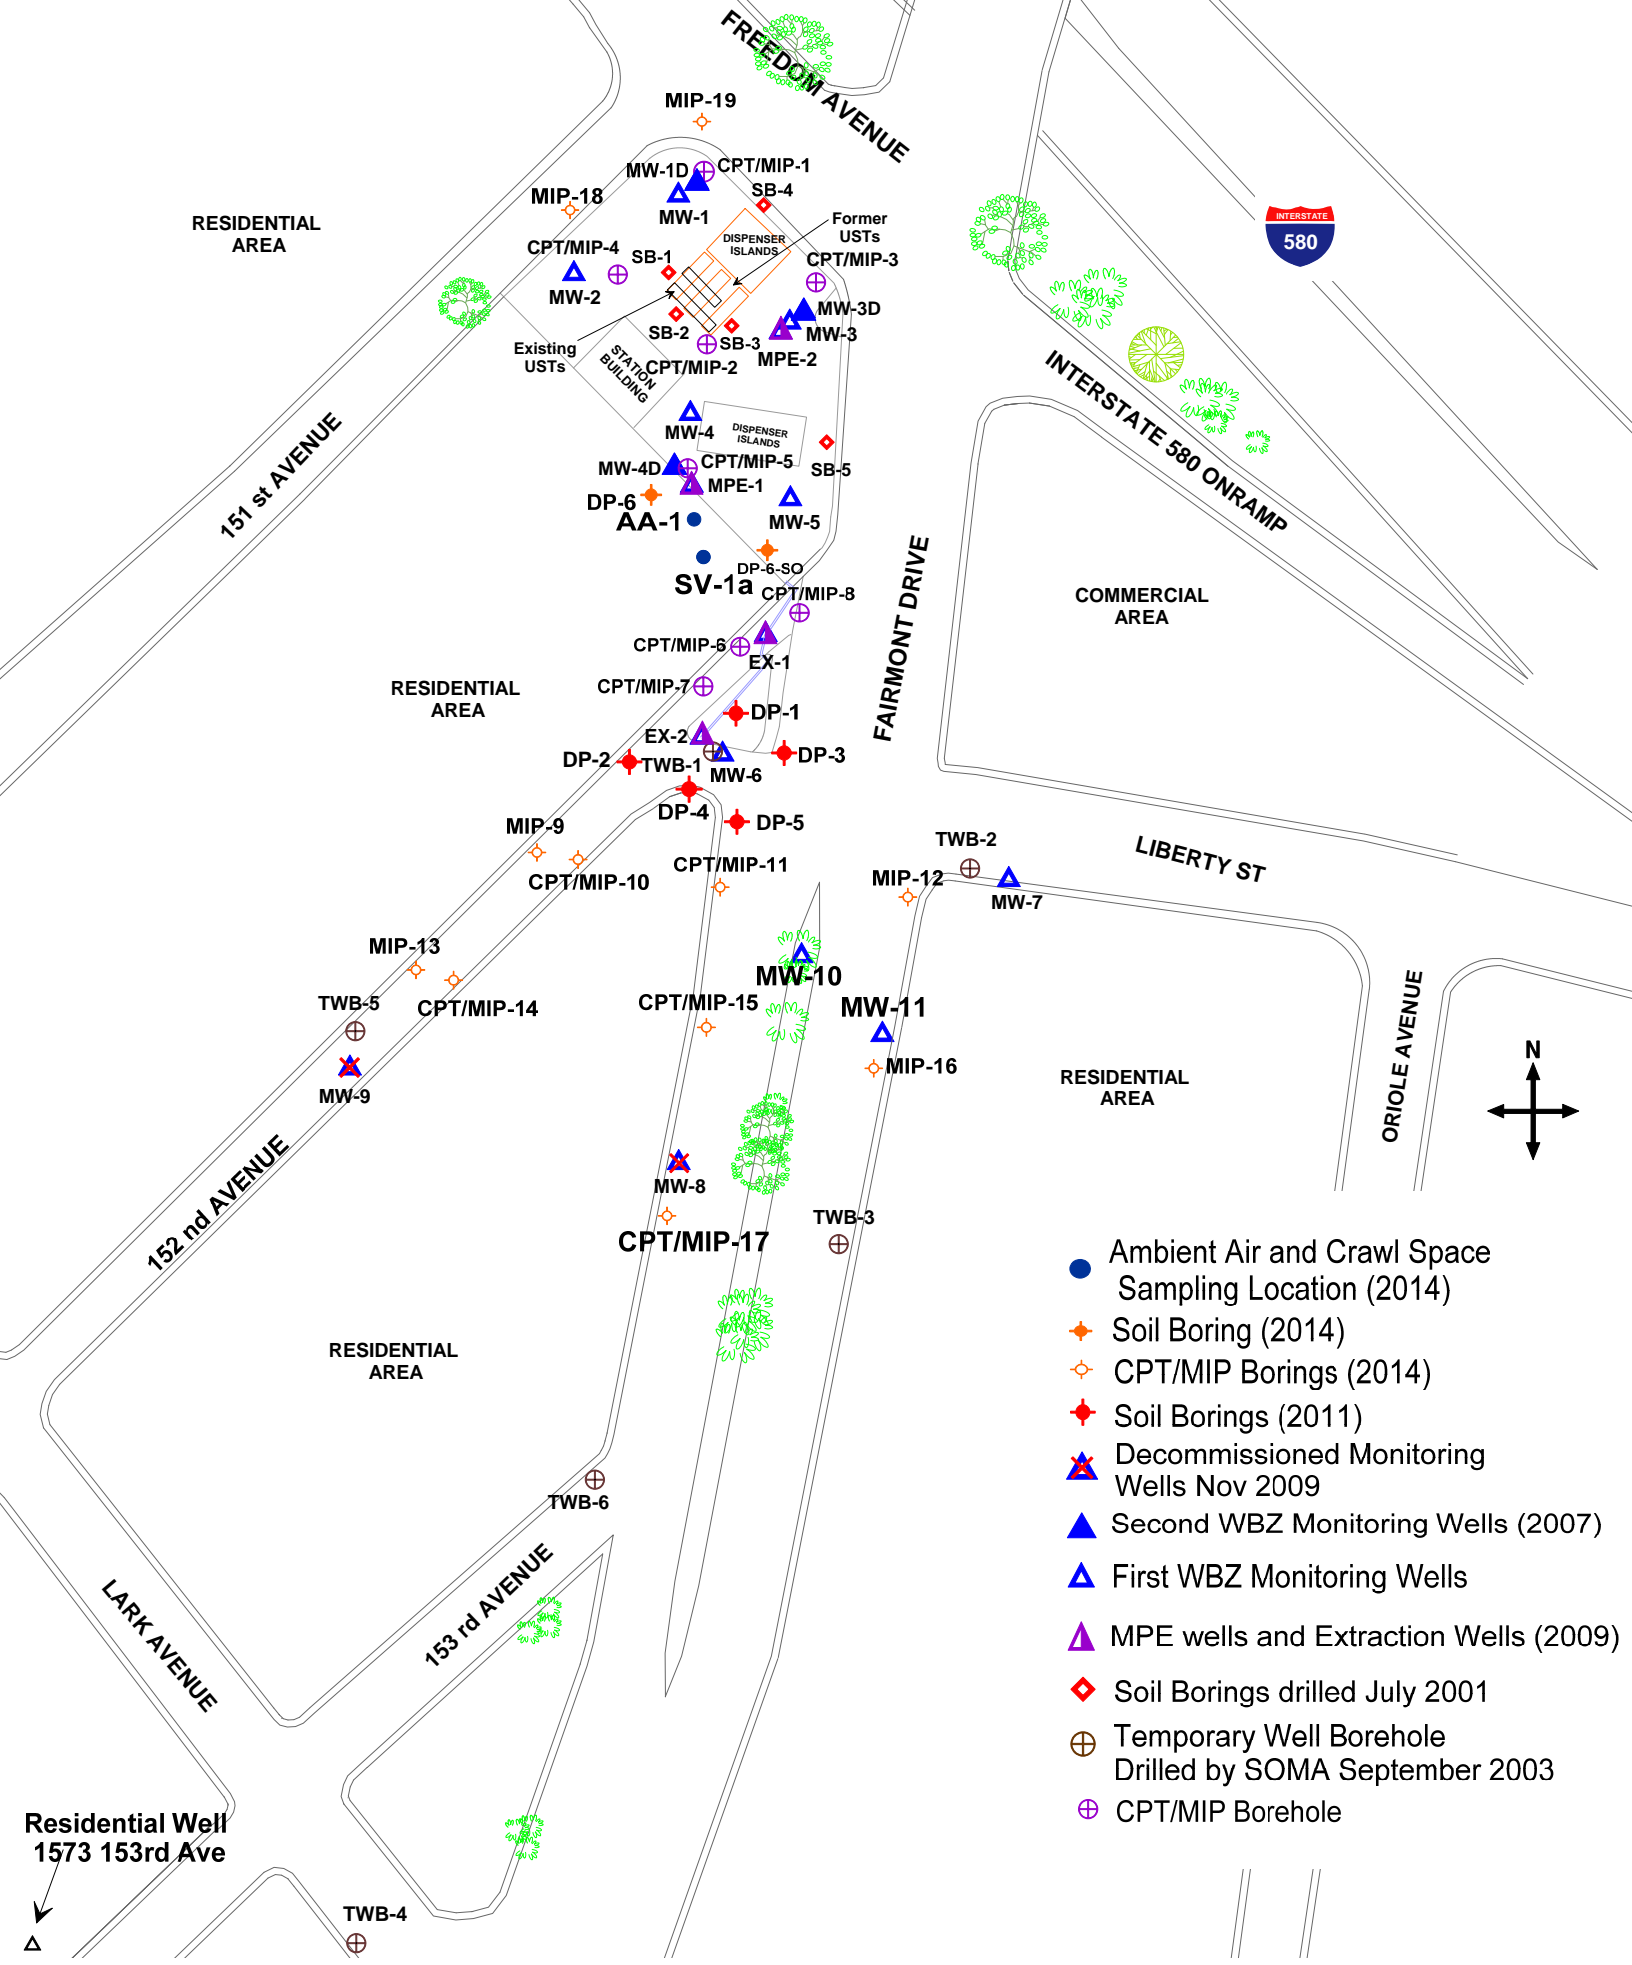 FREEDOM AVENUE
MIP-19
MW-1D
CPT/MIP-1
SB-4
MIP-18
MW-1
Former
USTs
RESIDENTIAL
AREA
INTERSTATE
580
DISPENSER
ISLANDS
CPT/MIP-4
SB-1
CPT/MIP-3
MW-2
MW-3D
SB-2
SB-3
MW-3
Existing
USTs
STATION
BUILDING
CPT/MIP-2
MPE-2
INTERSTATE 580 ONRAMP
151 st AVENUE
MW-4
DISPENSER
ISLANDS
MW-4D
CPT/MIP-5
SB-5
MPE-1
DP-6
AA-1
MW-5
DP-6-SO
SV-1a
CPT/MIP-8
COMMERCIAL
AREA
FAIRMONT DRIVE
CPT/MIP-6
EX-1
RESIDENTIAL
AREA
CPT/MIP-7
DP-1
EX-2
DP-2
TWB-1
MW-6
DP-3
DP-4
DP-5
MIP-9
CPT/MIP-10
CPT/MIP-11
TWB-2
LIBERTY ST
MIP-12
MW-7
MIP-13
MW-10
TWB-5
CPT/MIP-14
CPT/MIP-15
MW-11
ORIOLE AVENUE
MIP-16
MW-9
RESIDENTIAL
AREA
N
152 nd AVENUE
MW-8
TWB-3
CPT/MIP-17
RESIDENTIAL
AREA
TWB-6
153 rd AVENUE
LARK AVENUE
Residential Well
1573 153rd Ave
TWB-4
Ambient Air and Crawl Space
Sampling Location (2014)
Soil Boring (2014)
CPT/MIP Borings (2014)
Soil Borings (2011)
Decommissioned Monitoring
Wells Nov 2009
Second WBZ Monitoring Wells (2007)
First WBZ Monitoring Wells
MPE wells and Extraction Wells (2009)
Soil Borings drilled July 2001
Temporary Well Borehole
Drilled by SOMA September 2003
CPT/MIP Borehole